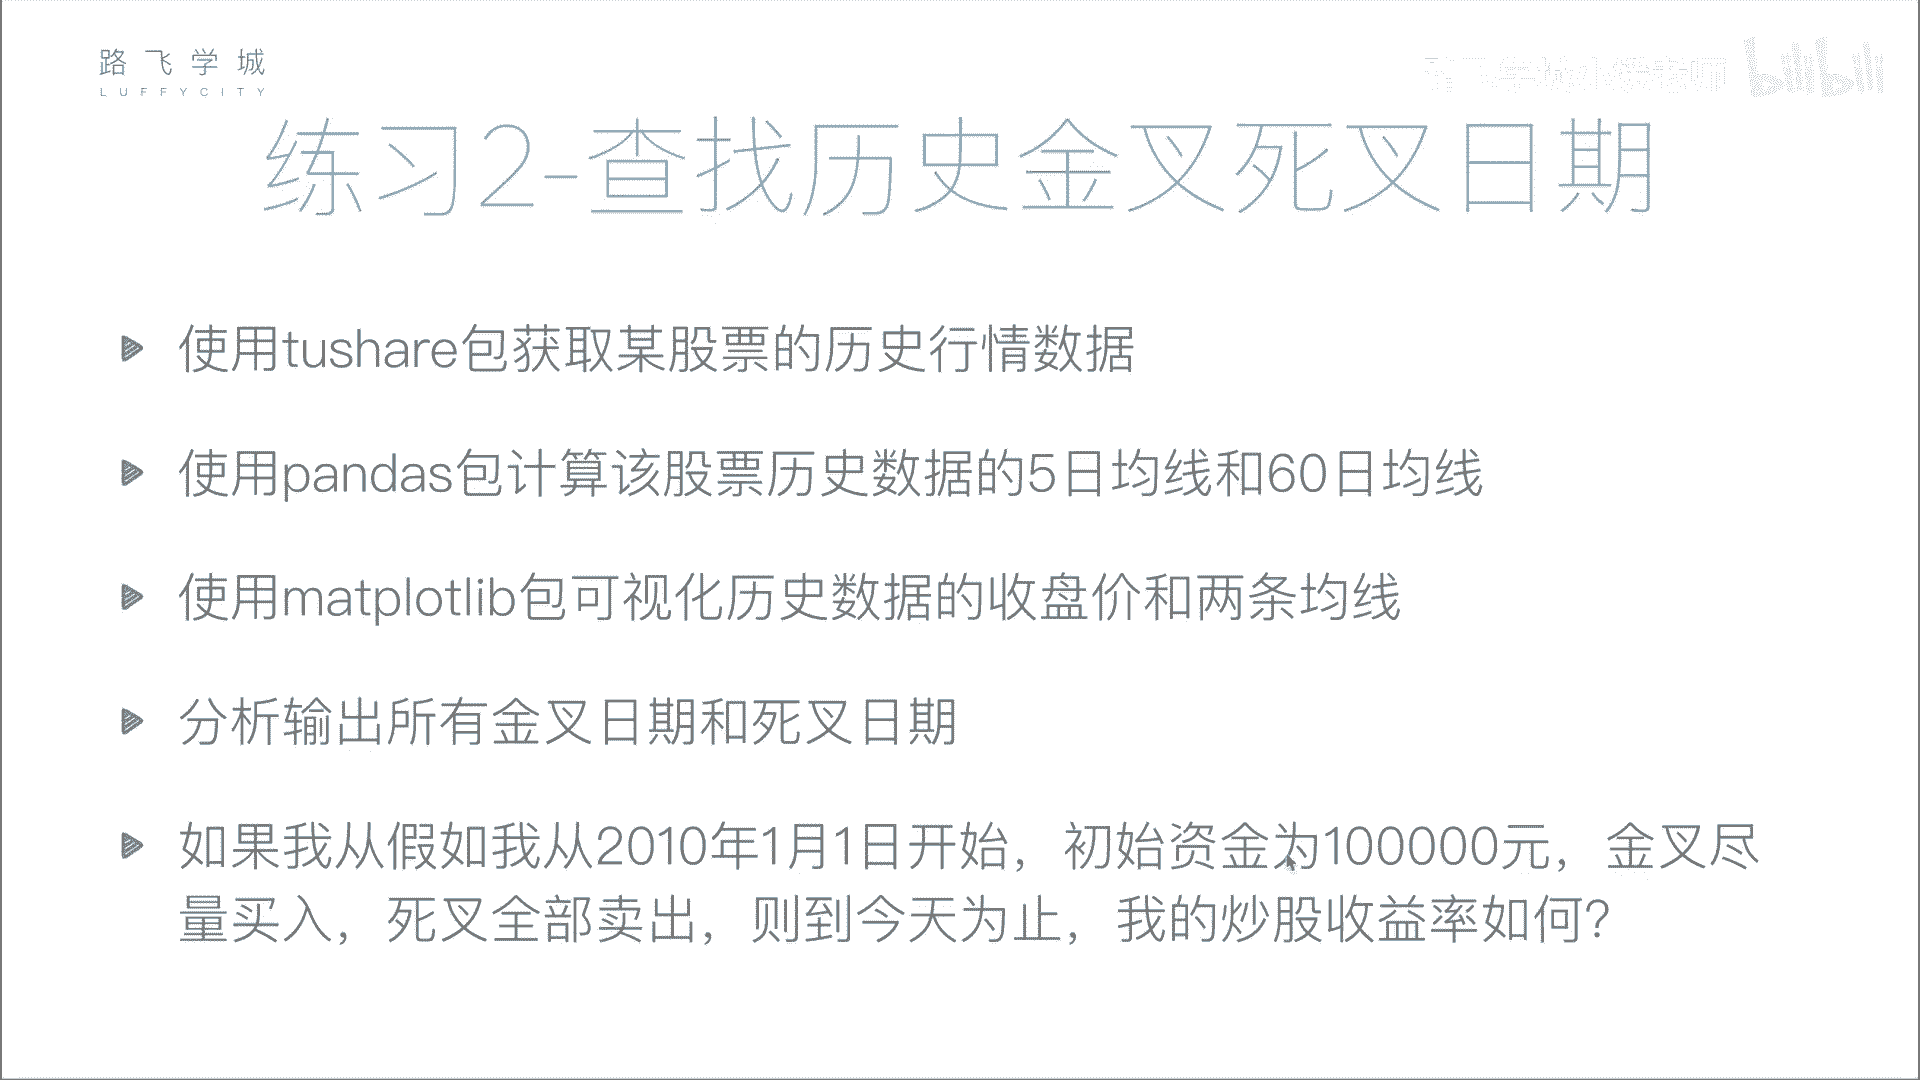 路飞学城
LUFFYCITY
bilibili
练习2-查找历史金叉死叉日期
使用tushare包获取某股票的历史行情数据
使用pandas包计算该股票历史数据的5日均线和60日均线
使用matplotlib包可视化历史数据的收盘价和两条均线
分析输出所有金叉日期和死叉日期
如果我从假如我从2010年1月1日开始，初始资金为100000元，金叉尽
量买入，死叉全部卖出，则到今天为止，我的炒股收益率如何？